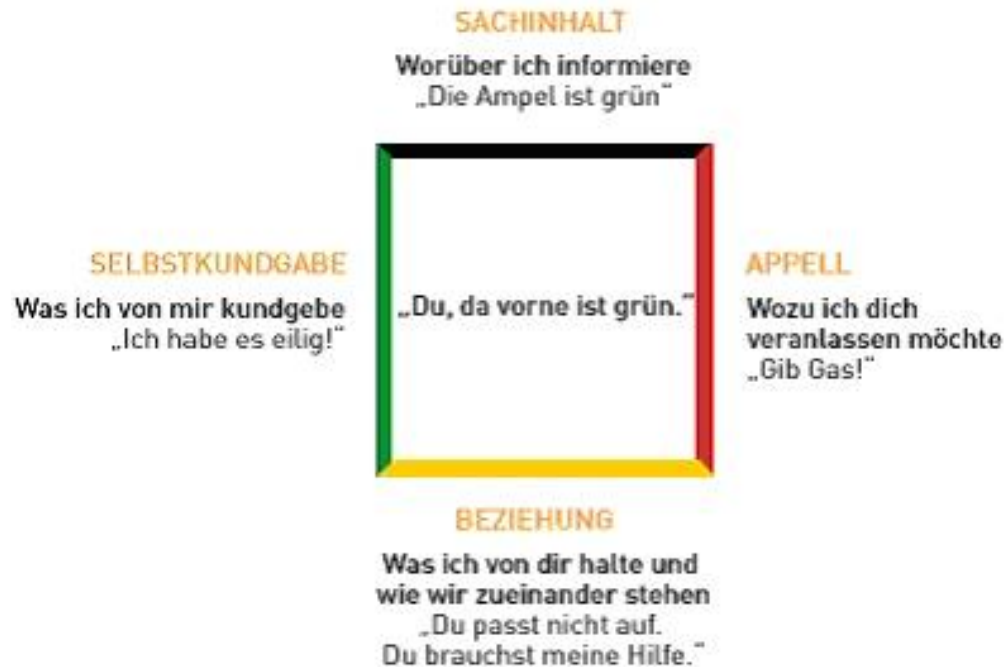 SACHINHALT
Worüber ich informiere
„Die Ampel ist grün“
SELBSTKUNDGABE
Was ich von mir kundgebe
„Ich habe es eilig!“
„Du, da vorne ist grün.“
APPELL
Wozu ich dich
veranlassen möchte
„Gib Gas!“
BEZIEHUNG
Was ich von dir halte und
wie wir zueinander stehen
„Du passt nicht auf.
Du brauchst meine Hilfe.“